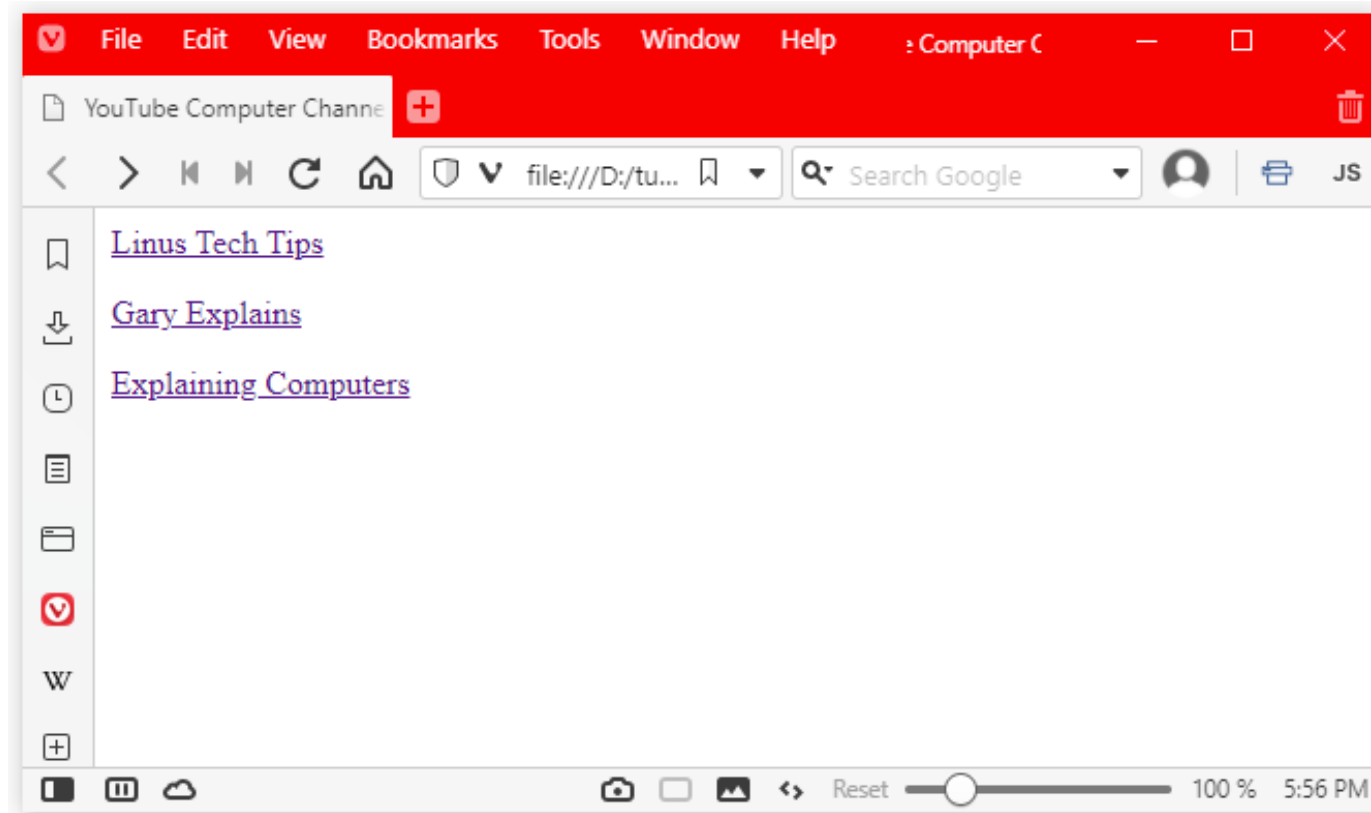 File Edit View Bookmarks Tools Window Help : Computer C
YouTube Computer Channe
file:///D:/tu... Search Google JS
Linus Tech Tips
Gary Explains
Explaining Computers
W
Reset 100 % 5:56 PM